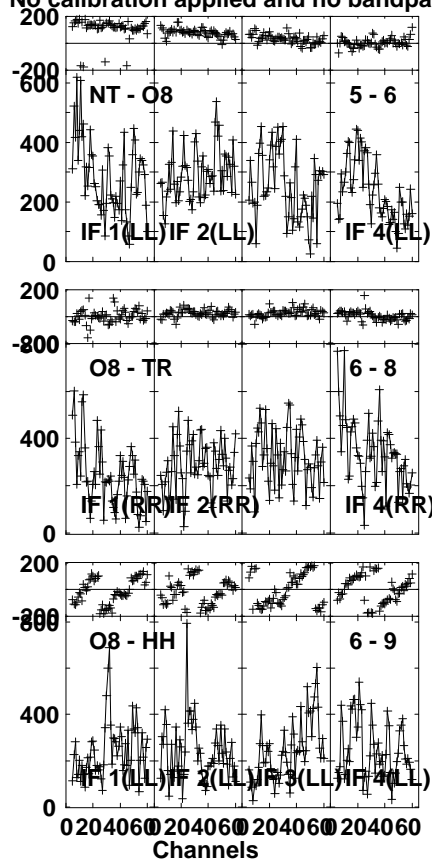 No calibration applied and no bandpa
200
-200
NT - O8
5 - 6
600
400
200
0
IF 1(LL) IF 2(LL) IF 4(LL)
200
O8 - TR
6 - 8
400
0
IF 1(RR) IF 2(RR) IF 4(RR)
200
O8 - HH
6 - 9
400
0
IF 1(LL) IF 2(LL) IF 3(LL) IF 4(LL)
0 20 40 60 0 20 40 60 0 20 40 60 0 20 40 60
Channels